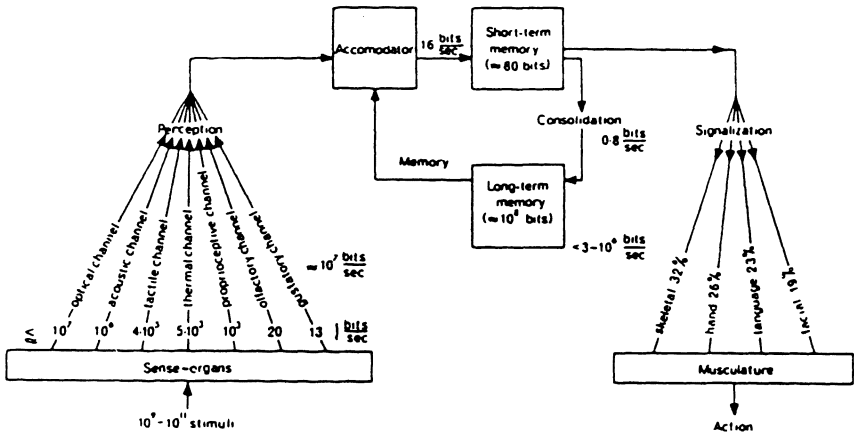 Accomodator
16 bits/sec
Short-term
memory
(≈80 bits)
Perception
Consolidation
0·8 bits/sec
Signalization
Memory
Long-term
memory
(≈10⁸ bits)
<3–10⁶ bits/sec
optical channel
acoustic channel
tactile channel
thermal channel
proprioceptive channel
olfactory channel
gustatory channel
≈10⁷ bits/sec
skeletal 32%
hand 26%
language 23%
facial 19%
10⁷ 10⁶ 4·10⁵ 5·10³ 10³ 20 13 } bits/sec
Sense-organs
Musculature
10⁹-10¹¹ stimuli
Action